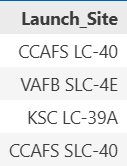 Launch_Site
CCAFS LC-40
VAFB SLC-4E
KSC LC-39A
CCAFS SLC-40